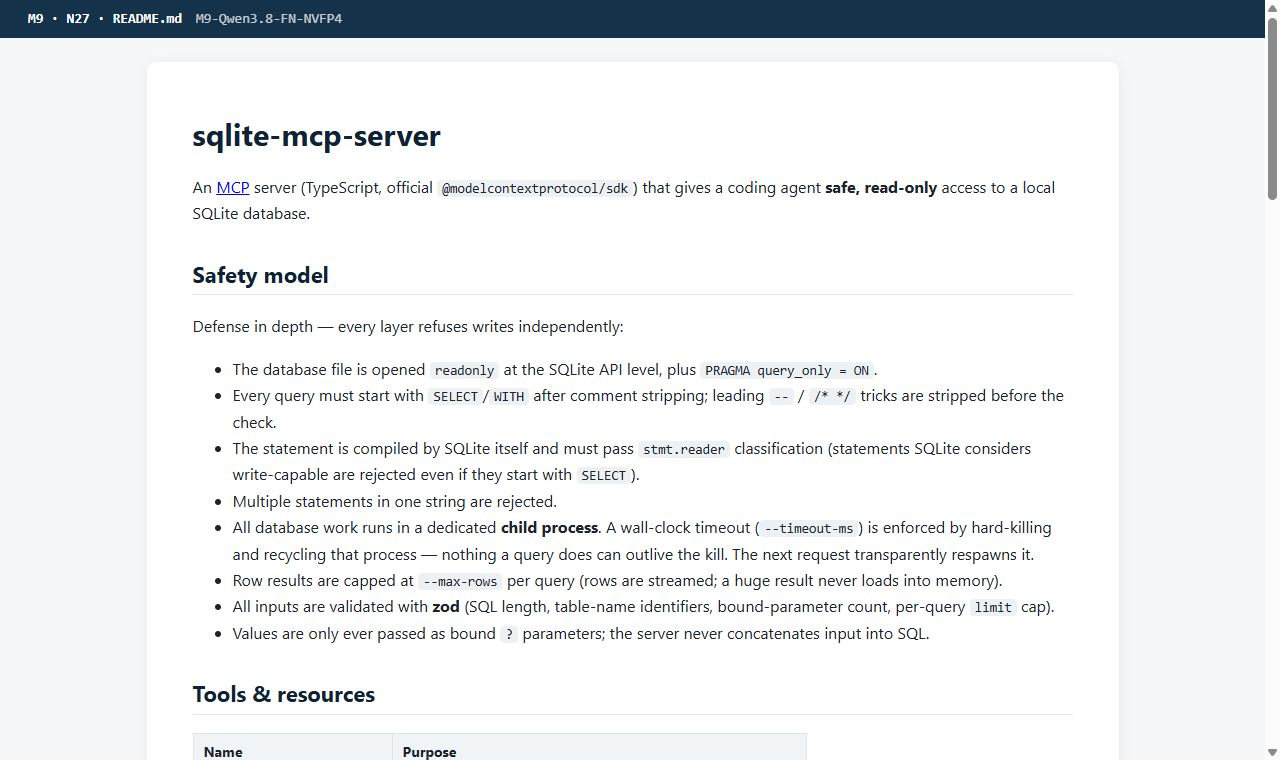 M9 • N27 • README.md M9-Qwen3.8-FN-NVFP4
sqlite-mcp-server
An MCP server (TypeScript, official @modelcontextprotocol/sdk) that gives a coding agent safe, read-only access to a local
SQLite database.
Safety model
Defense in depth — every layer refuses writes independently:
• The database file is opened readonly at the SQLite API level, plus PRAGMA query_only = ON.
• Every query must start with SELECT/WITH after comment stripping; leading -- / /* */ tricks are stripped before the
check.
• The statement is compiled by SQLite itself and must pass stmt.reader classification (statements SQLite considers
write-capable are rejected even if they start with SELECT).
• Multiple statements in one string are rejected.
• All database work runs in a dedicated child process. A wall-clock timeout (--timeout-ms) is enforced by hard-killing
and recycling that process — nothing a query does can outlive the kill. The next request transparently respawns it.
• Row results are capped at --max-rows per query (rows are streamed; a huge result never loads into memory).
• All inputs are validated with zod (SQL length, table-name identifiers, bound-parameter count, per-query limit cap).
• Values are only ever passed as bound ? parameters; the server never concatenates input into SQL.
Tools & resources
Name Purpose